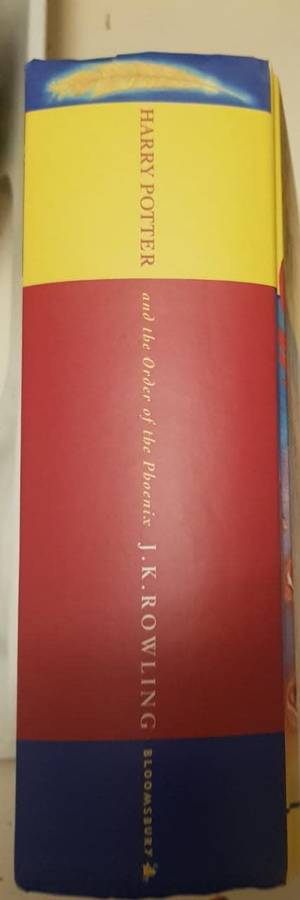 HARRY POTTER
and the Order of the Phoenix
J.K.ROWLING
BLOOMSBURY